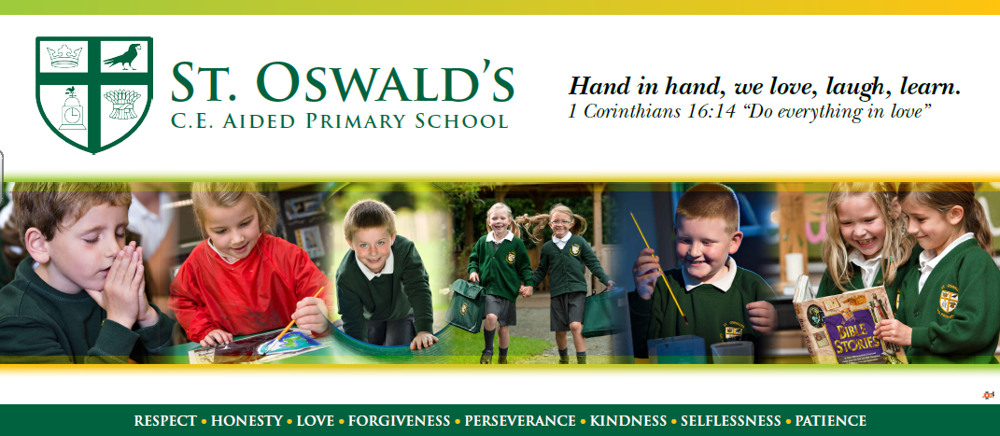 ST. OSWALD'S
C.E. AIDED PRIMARY SCHOOL
Hand in hand, we love, laugh, learn.
1 Corinthians 16:14 “Do everything in love”
BIBLE
STORIES
RESPECT • HONESTY • LOVE • FORGIVENESS • PERSEVERANCE • KINDNESS • SELFLESSNESS • PATIENCE